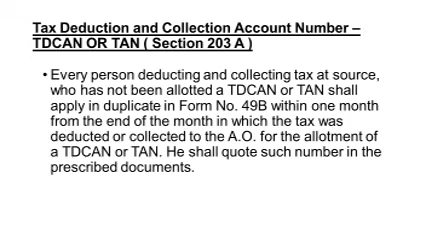 Tax Deduction and Collection Account Number –
TDCAN OR TAN ( Section 203 A )
• Every person deducting and collecting tax at source,
who has not been allotted a TDCAN or TAN shall
apply in duplicate in Form No. 49B within one month
from the end of the month in which the tax was
deducted or collected to the A.O. for the allotment of
a TDCAN or TAN. He shall quote such number in the
prescribed documents.